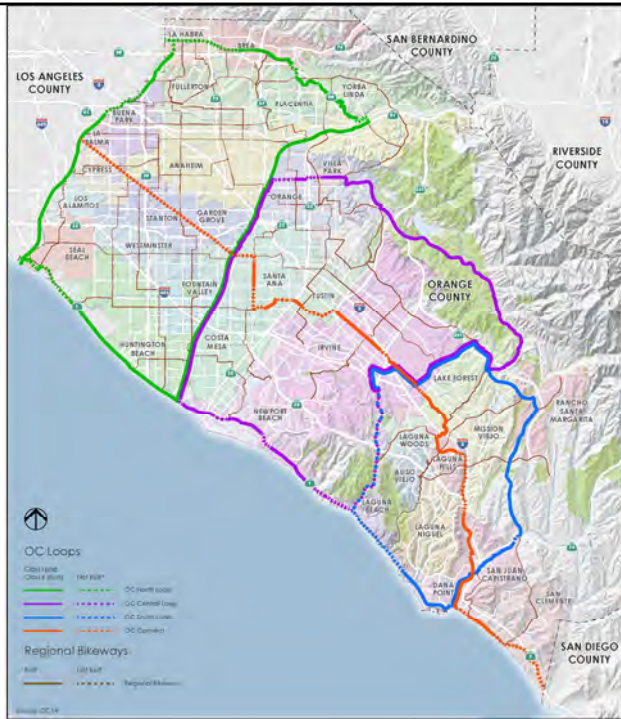 LA HABRA
BREA
SAN BERNARDINO
COUNTY
LOS ANGELES
COUNTY
FULLERTON
YORBA
LINDA
PLACENTIA
BUENA
PARK
LA
PALMA
RIVERSIDE
COUNTY
CYPRESS
ANAHEIM
VILLA
PARK
LOS
ALAMITOS
ORANGE
STANTON
GARDEN
GROVE
WESTMINSTER
SEAL
BEACH
SANTA
ANA
ORANGE
COUNTY
FOUNTAIN
VALLEY
TUSTIN
COSTA
MESA
IRVINE
HUNTINGTON
BEACH
LAKE FOREST
NEWPORT
BEACH
RANCHO
SANTA
MARGARITA
MISSION
VIEJO
LAGUNA
WOODS
LAGUNA
HILLS
ALISO
VIEJO
LAGUNA
BEACH
LAGUNA
NIGUEL
SAN JUAN
CAPISTRANO
DANA
POINT
SAN
CLEMENTE
SAN DIEGO
COUNTY
OC Loops
OC North Loop
OC Central Loop
OC South Loop
OC Connect
Regional Bikeways
Regional Bikeways